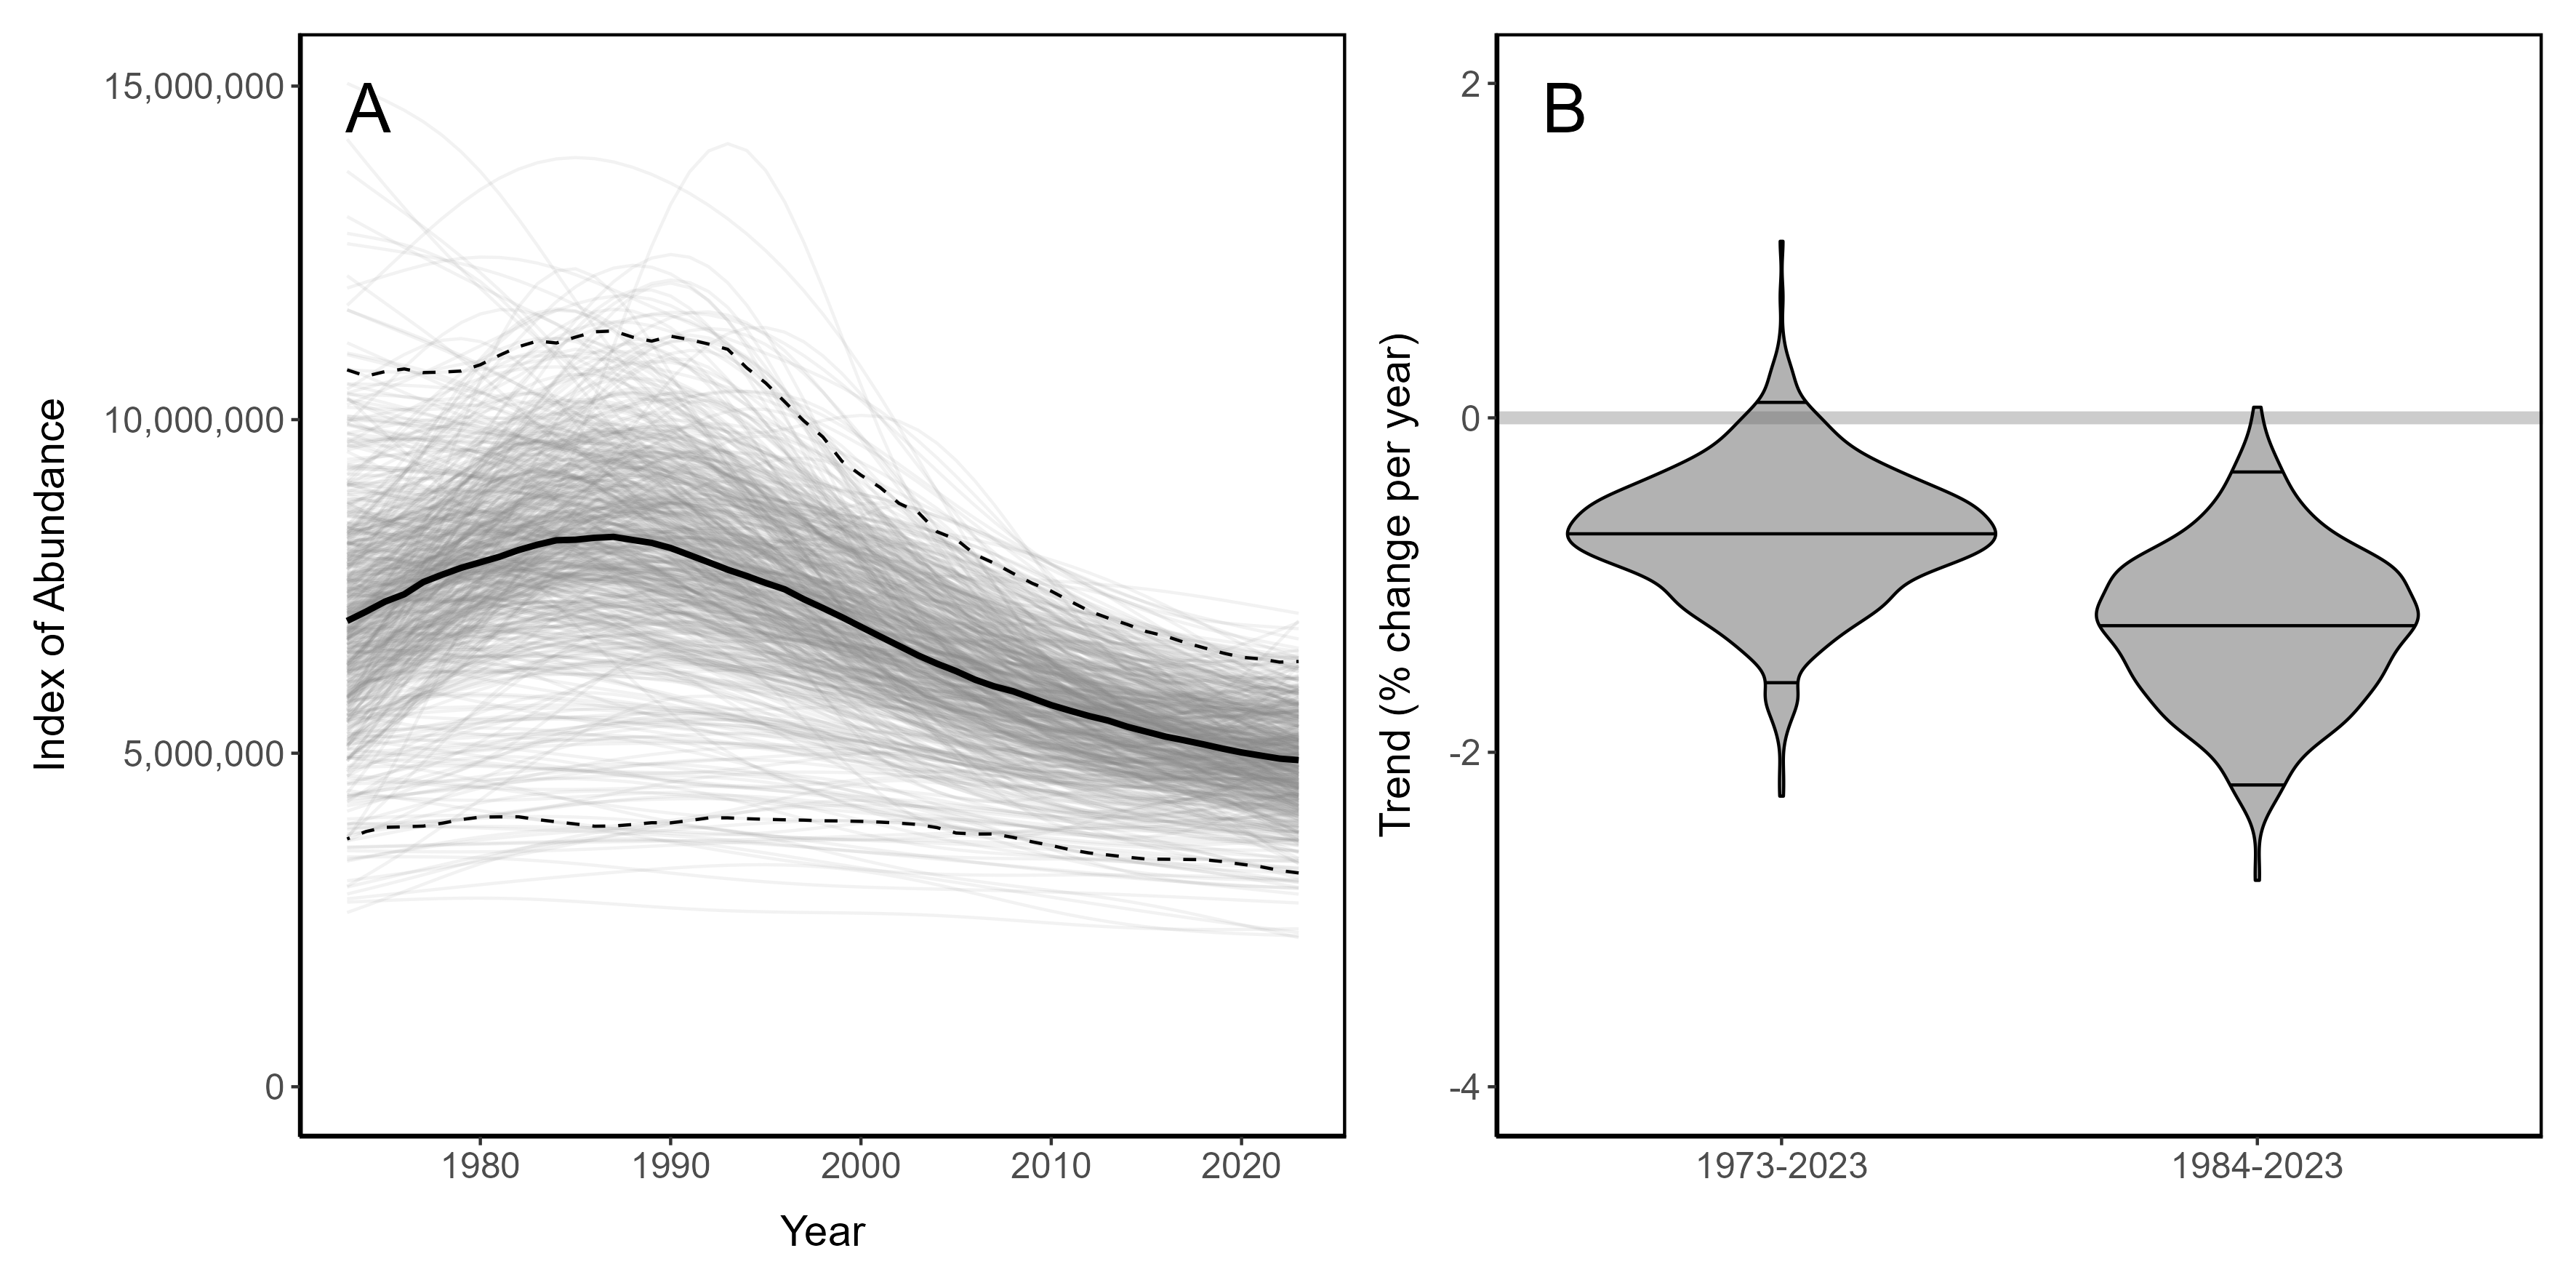 A
Index of Abundance
15,000,000
10,000,000
5,000,000
0
1980 1990 2000 2010 2020
Year
B
Trend (% change per year)
2
0
-2
-4
1973-2023 1984-2023